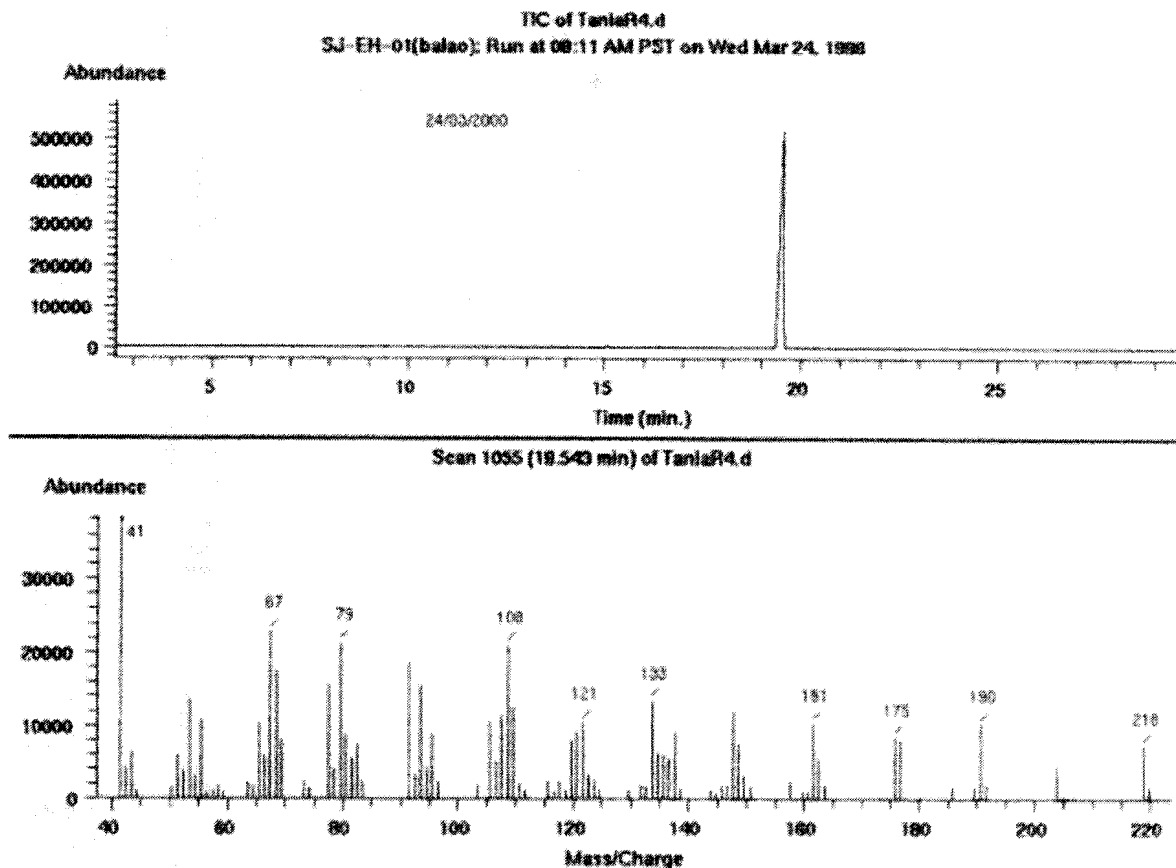 TIC of TaniaR4.d
SJ-EH-01(balao); Run at 08:11 AM PST on Wed Mar 24, 1998
Abundance
24/03/2000
500000
400000
300000
200000
100000
0
5 10 15 20 25
Time (min.)
Scan 1055 (19.543 min) of TaniaR4.d
Abundance
41
30000
67
79
108
20000
133
121
161
175
190
218
10000
0
40 60 80 100 120 140 160 180 200 220
Mass/Charge